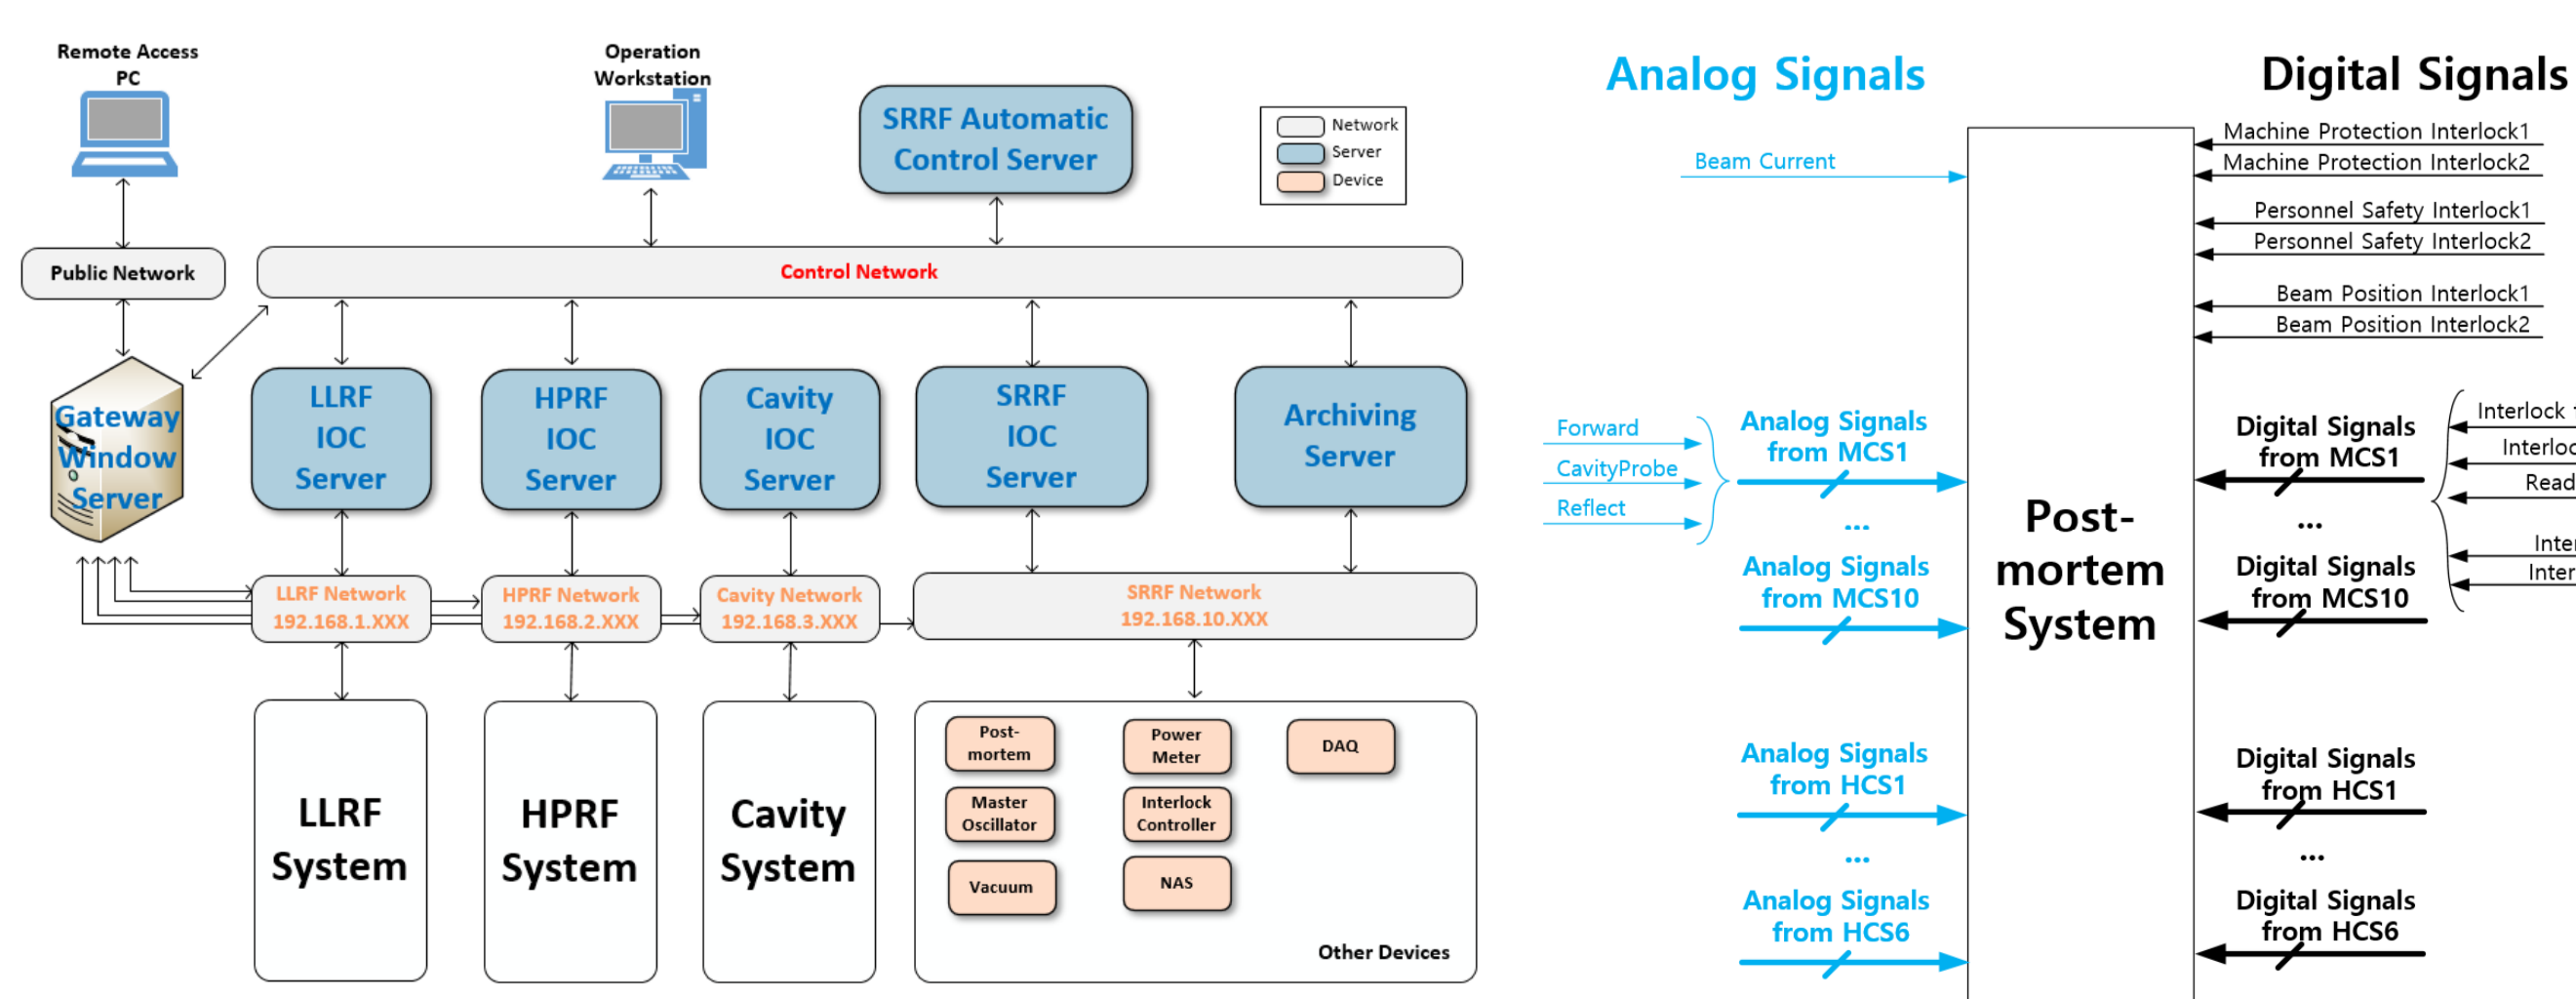 Remote Access
PC
Operation
Workstation
SRRF Automatic
Control Server
Network
Server
Device
Public Network
Control Network
Gateway
Window
Server
LLRF
IOC
Server
HPRF
IOC
Server
Cavity
IOC
Server
SRRF
IOC
Server
Archiving
Server
LLRF Network
192.168.1.XXX
HPRF Network
192.168.2.XXX
Cavity Network
192.168.3.XXX
SRRF Network
192.168.10.XXX
LLRF
System
HPRF
System
Cavity
System
Post-
mortem
Power
Meter
DAQ
Master
Oscillator
Interlock
Controller
Vacuum
NAS
Other Devices
Analog Signals
Beam Current
Forward
CavityProbe
Reflect
Analog Signals
from MCS1
...
Analog Signals
from MCS10
Analog Signals
from HCS1
...
Analog Signals
from HCS6
Post-
mortem
System
Digital Signals
Machine Protection Interlock1
Machine Protection Interlock2
Personnel Safety Interlock1
Personnel Safety Interlock2
Beam Position Interlock1
Beam Position Interlock2
Digital Signals
from MCS1
...
Digital Signals
from MCS10
Interlock
Digital Signals
from HCS1
...
Digital Signals
from HCS6